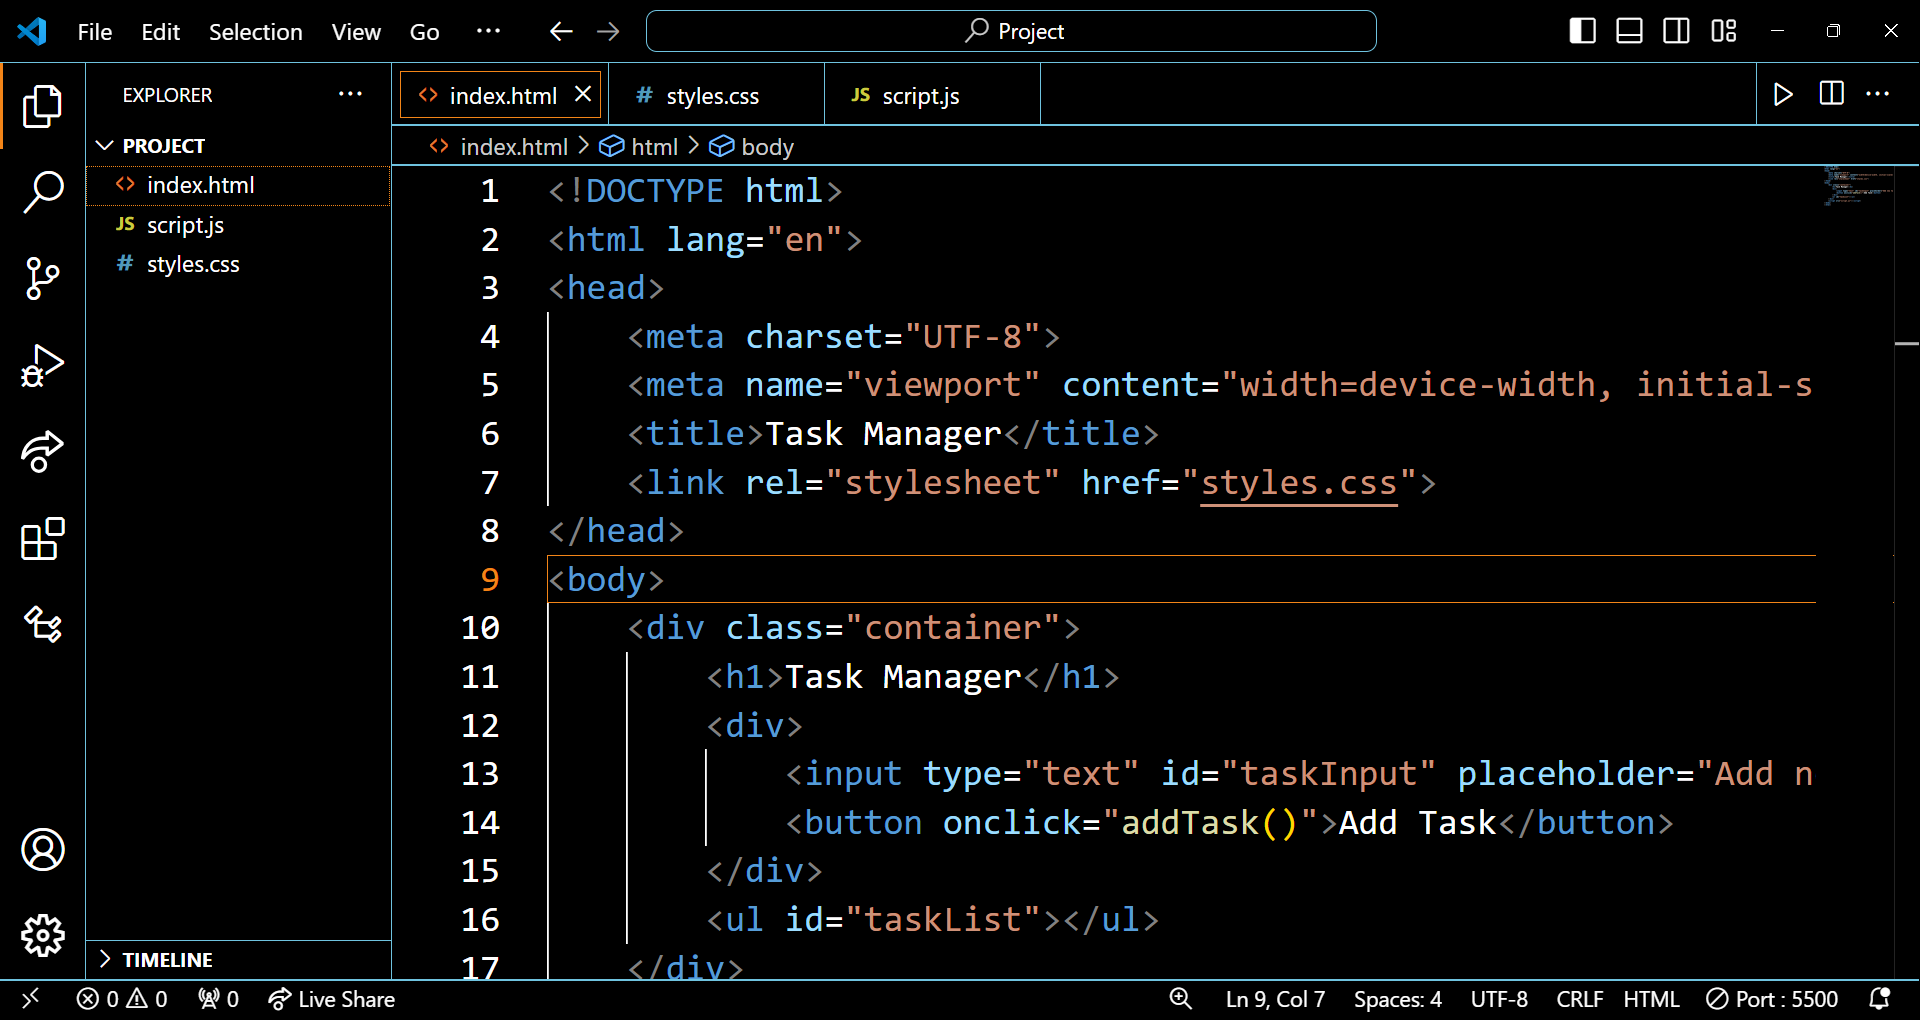 File Edit Selection View Go ··· Project
EXPLORER ···
PROJECT
<> index.html
JS script.js
# styles.css
TIMELINE
<> index.html # styles.css JS script.js
<> index.html > html > body
1 <!DOCTYPE html>
2 <html lang="en">
3 <head>
4 <meta charset="UTF-8">
5 <meta name="viewport" content="width=device-width, initial-s
6 <title>Task Manager</title>
7 <link rel="stylesheet" href="styles.css">
8 </head>
9 <body>
10 <div class="container">
11 <h1>Task Manager</h1>
12 <div>
13 <input type="text" id="taskInput" placeholder="Add n
14 <button onclick="addTask()">Add Task</button>
15 </div>
16 <ul id="taskList"></ul>
17 </div>
0 0 0 Live Share Ln 9, Col 7 Spaces: 4 UTF-8 CRLF HTML Port : 5500